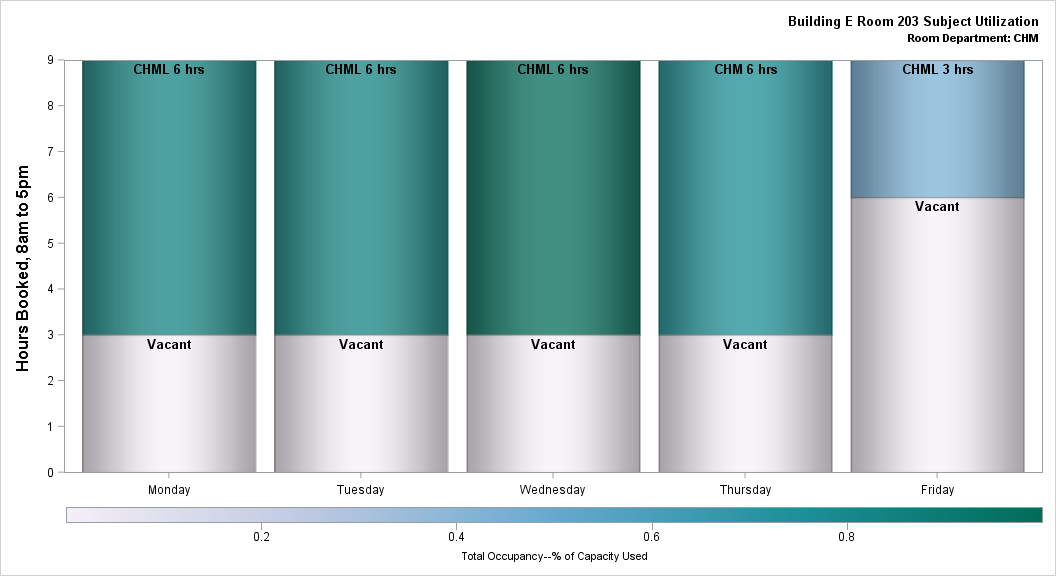 Building E Room 203 Subject Utilization
Room Department: CHM
Hours Booked, 8am to 5pm
9
8
7
6
5
4
3
2
1
0
CHML 6 hrs
CHML 6 hrs
CHML 6 hrs
CHM 6 hrs
CHML 3 hrs
Vacant
Vacant
Vacant
Vacant
Vacant
Monday
Tuesday
Wednesday
Thursday
Friday
0.2
0.4
0.6
0.8
Total Occupancy--% of Capacity Used